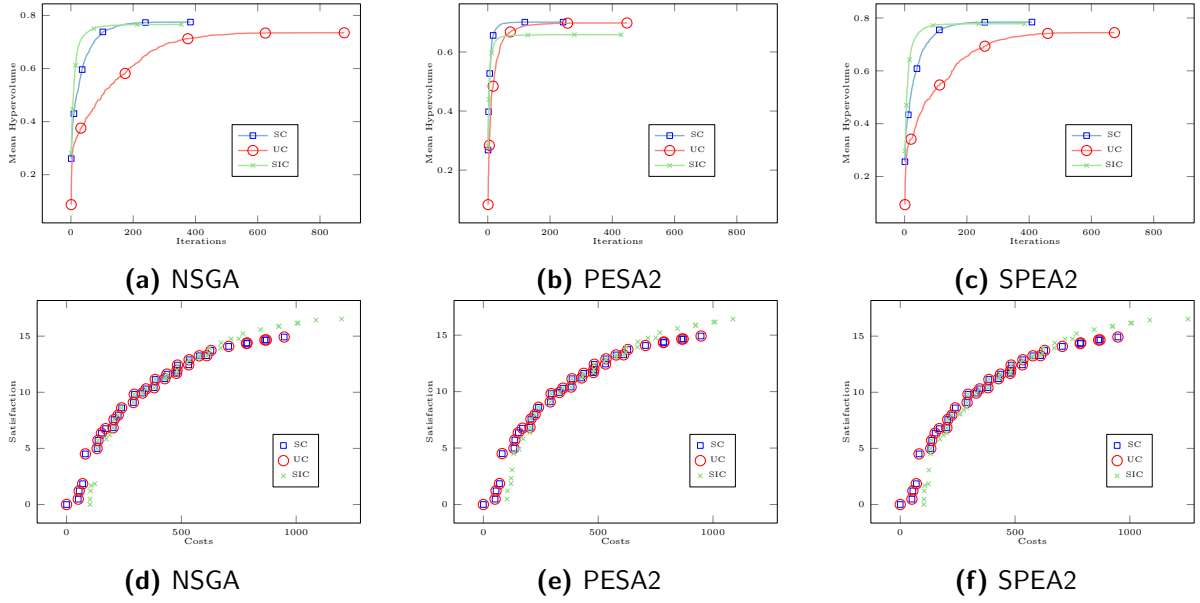 0.8
0.6
0.4
0.2
Mean Hypervolume
SC
UC
SIC
0 200 400 600 800
Iterations
(a) NSGA
0.6
0.4
0.2
Mean Hypervolume
SC
UC
SIC
0 200 400 600 800
Iterations
(b) PESA2
0.8
0.6
0.4
0.2
Mean Hypervolume
SC
UC
SIC
0 200 400 600 800
Iterations
(c) SPEA2
15
10
5
0
Satisfaction
SC
UC
SIC
0 500 1000
Costs
(d) NSGA
15
10
5
0
Satisfaction
SC
UC
SIC
0 500 1000
Costs
(e) PESA2
15
10
5
0
Satisfaction
SC
UC
SIC
0 500 1000
Costs
(f) SPEA2